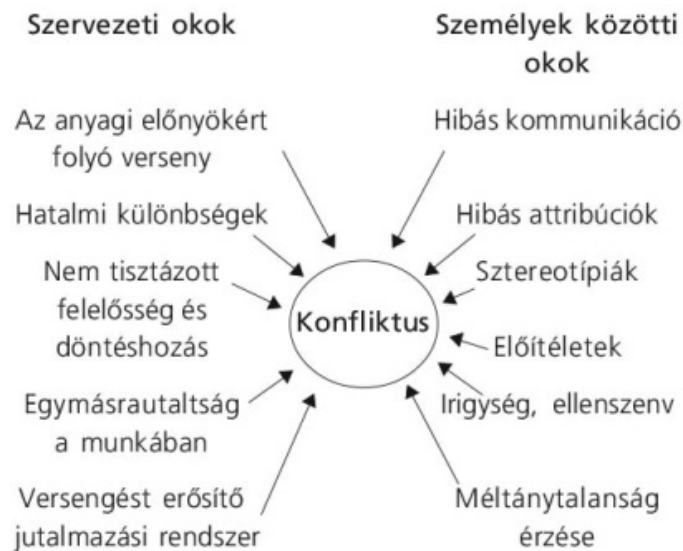 Szervezeti okok
Az anyagi előnyökért
folyó verseny
Hatalmi különbségek
Nem tisztázott
felelősség és
döntéshozás
Egymásrautaltság
a munkában
Versengést erősítő
jutalmazási rendszer
Konfliktus
Személyek közötti
okok
Hibás kommunikáció
Hibás attribúciók
Sztereotípiák
Előítéletek
Irigység, ellenszenv
Méltánytalanság
érzése